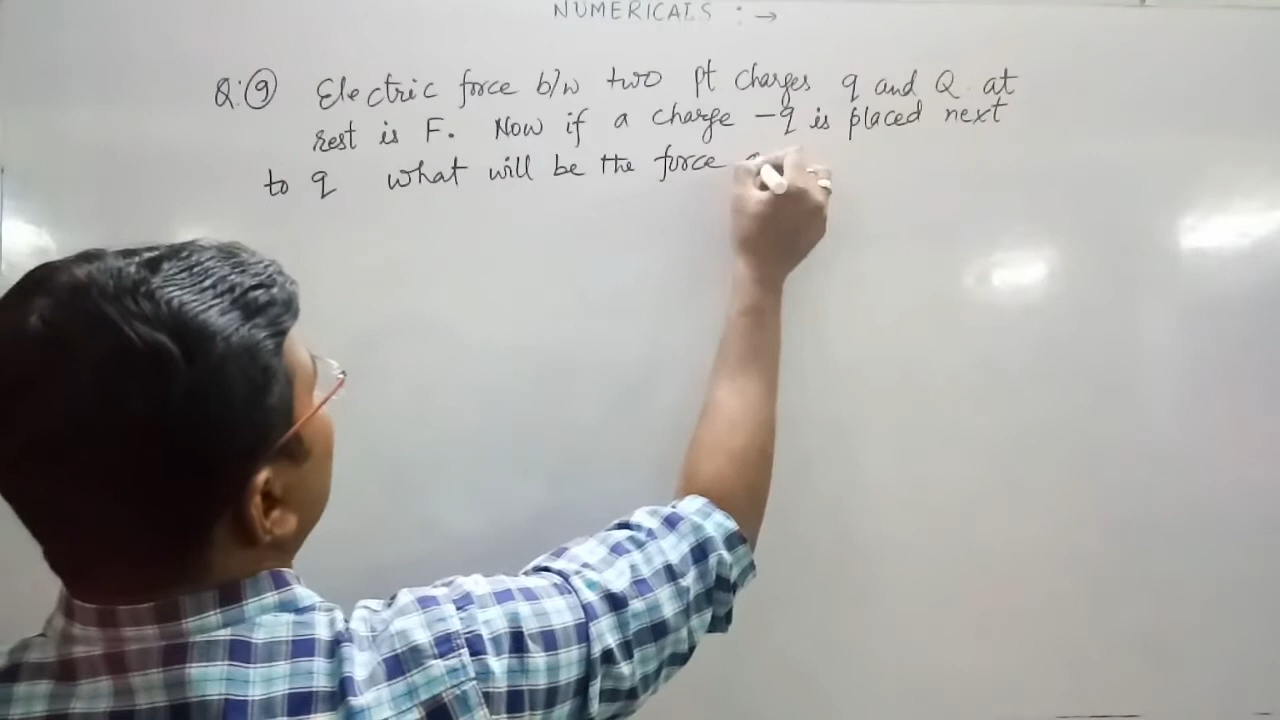 NUMERICALS : →
Q:⑨ Electric force b/w two pt charges q and Q at
rest is F. Now if a charge -q is placed next
to q what will be the force